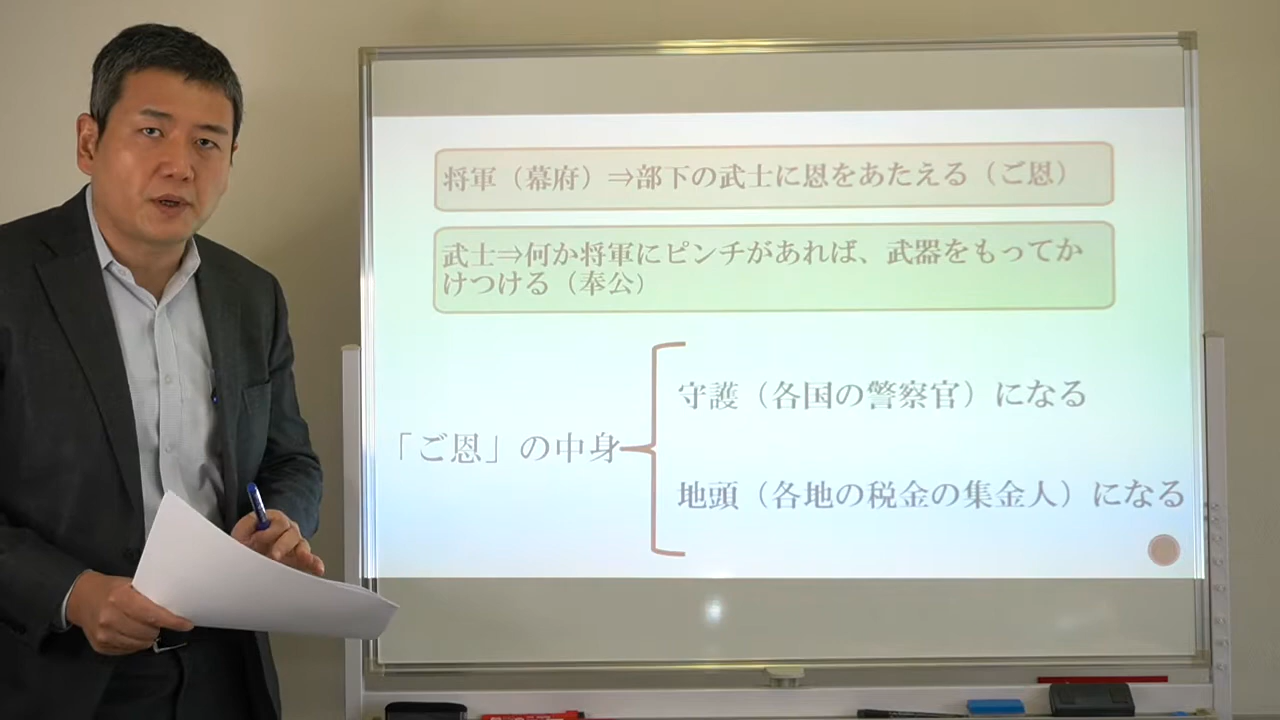 将軍（幕府）⇒部下の武士に恩をあたえる（ご恩）
武士⇒何か将軍にピンチがあれば、武器をもってか
けつける（奉公）
「ご恩」の中身
守護（各国の警察官）になる
地頭（各地の税金の集金人）になる